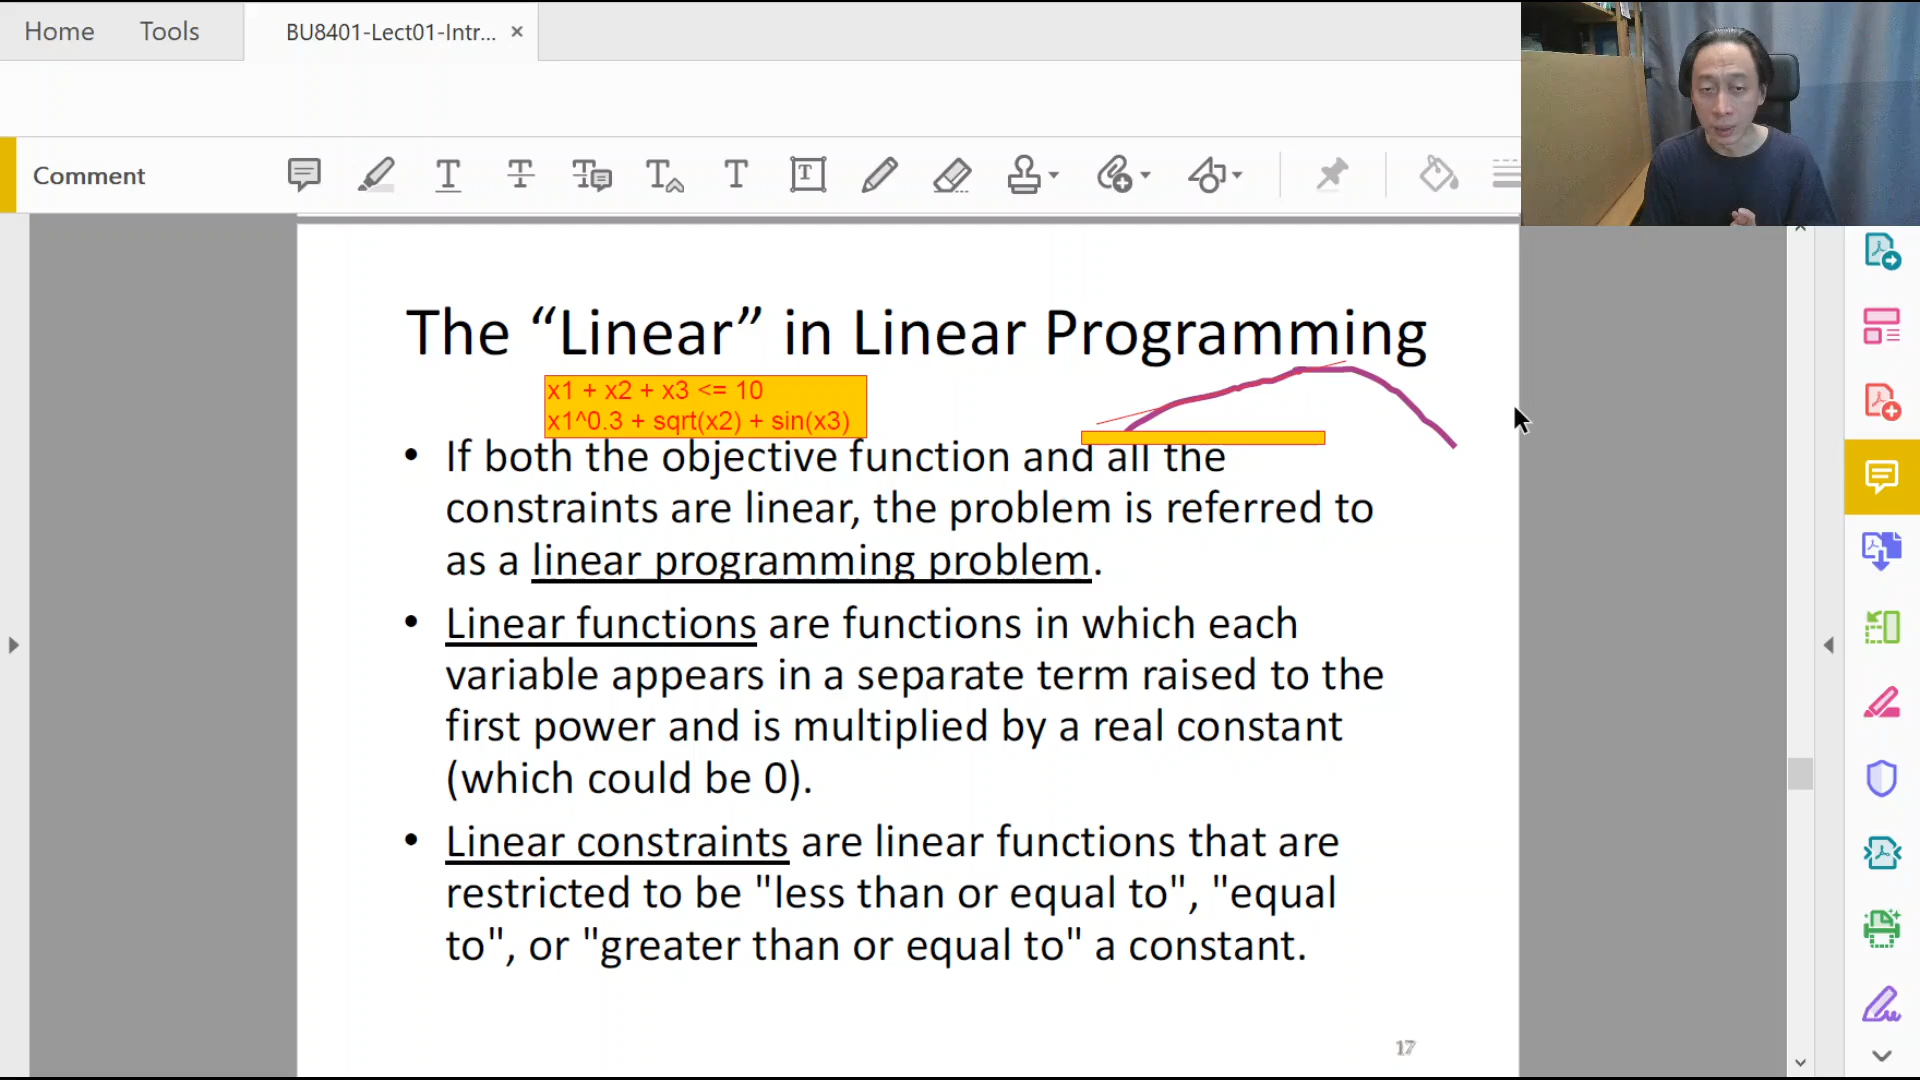 Home
Tools
BU8401-Lect01-Intr...
Comment
The “Linear” in Linear Programming
x1 + x2 + x3 <= 10
x1^0.3 + sqrt(x2) + sin(x3)
• If both the objective function and all the
constraints are linear, the problem is referred to
as a linear programming problem.
• Linear functions are functions in which each
variable appears in a separate term raised to the
first power and is multiplied by a real constant
(which could be 0).
• Linear constraints are linear functions that are
restricted to be "less than or equal to", "equal
to", or "greater than or equal to" a constant.
17